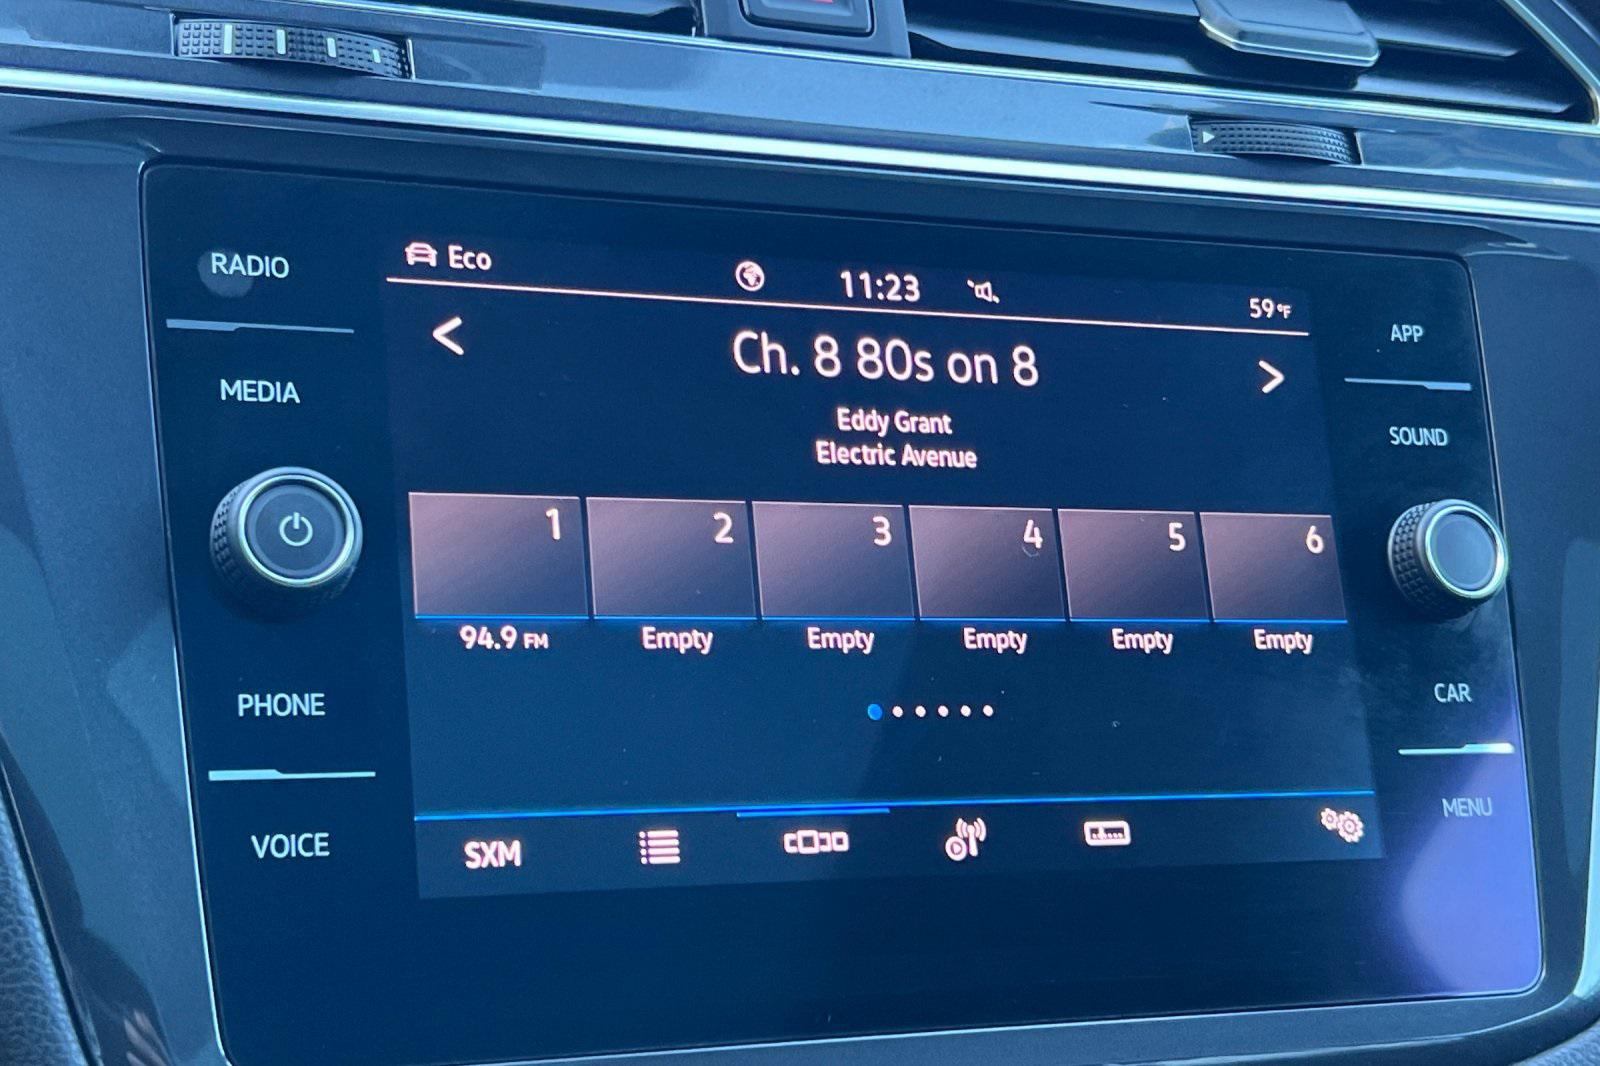 RADIO
MEDIA
PHONE
VOICE
Eco
11:23
59°F
Ch. 8 80s on 8
Eddy Grant
Electric Avenue
1 2 3 4 5 6
94.9 FM Empty Empty Empty Empty Empty
SXM
APP
SOUND
CAR
MENU